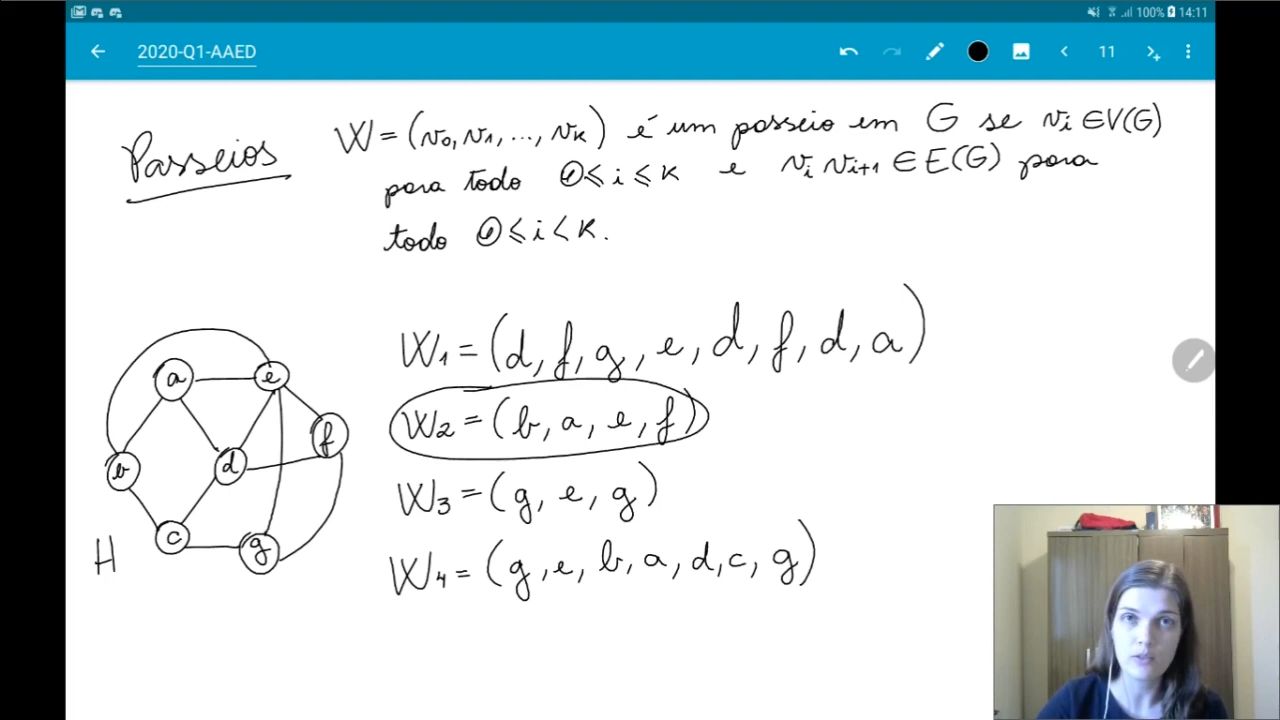 100% 14:11
2020-Q1-AAED
11
Passeios
W = (v₀, v₁, ..., vₖ) é um passeio em G se vᵢ ∈ V(G)
para todo 0 ≤ i ≤ k e vᵢ vᵢ₊₁ ∈ E(G) para
todo 0 ≤ i < k.
W₁ = (d, f, g, e, d, f, d, a)
W₂ = (b, a, e, f)
W₃ = (g, e, g)
W₄ = (g, e, b, a, d, c, g)
a
e
f
b
d
c
g
H